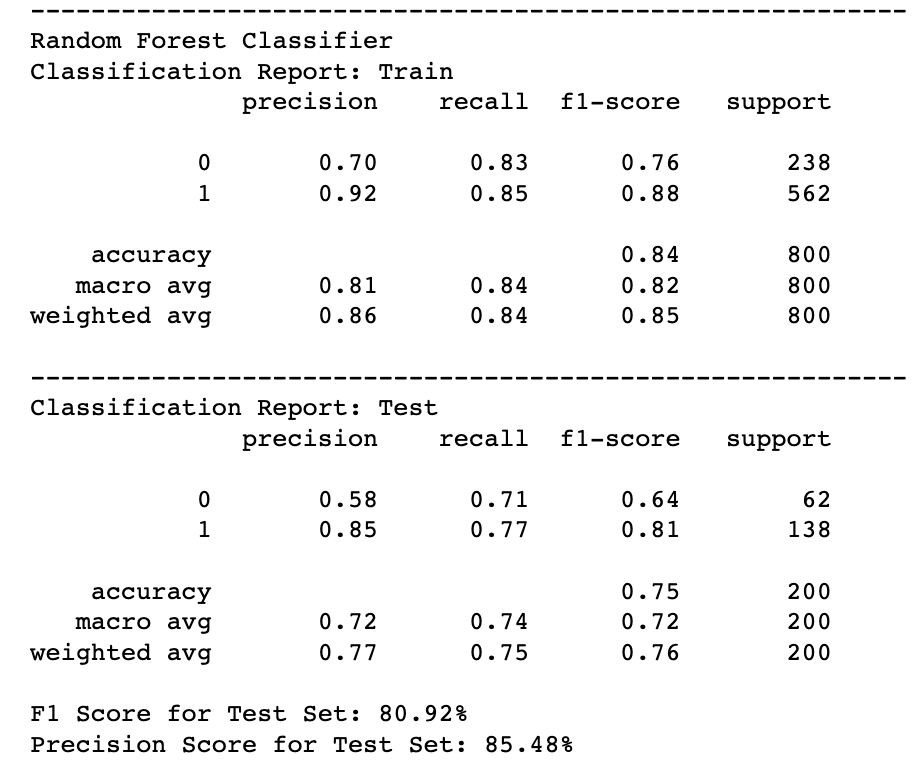 ----------------------------------------------------------
Random Forest Classifier
Classification Report: Train
              precision    recall  f1-score   support

           0       0.70      0.83      0.76       238
           1       0.92      0.85      0.88       562

    accuracy                           0.84       800
   macro avg       0.81      0.84      0.82       800
weighted avg       0.86      0.84      0.85       800

----------------------------------------------------------
Classification Report: Test
              precision    recall  f1-score   support

           0       0.58      0.71      0.64        62
           1       0.85      0.77      0.81       138

    accuracy                           0.75       200
   macro avg       0.72      0.74      0.72       200
weighted avg       0.77      0.75      0.76       200

F1 Score for Test Set: 80.92%
Precision Score for Test Set: 85.48%